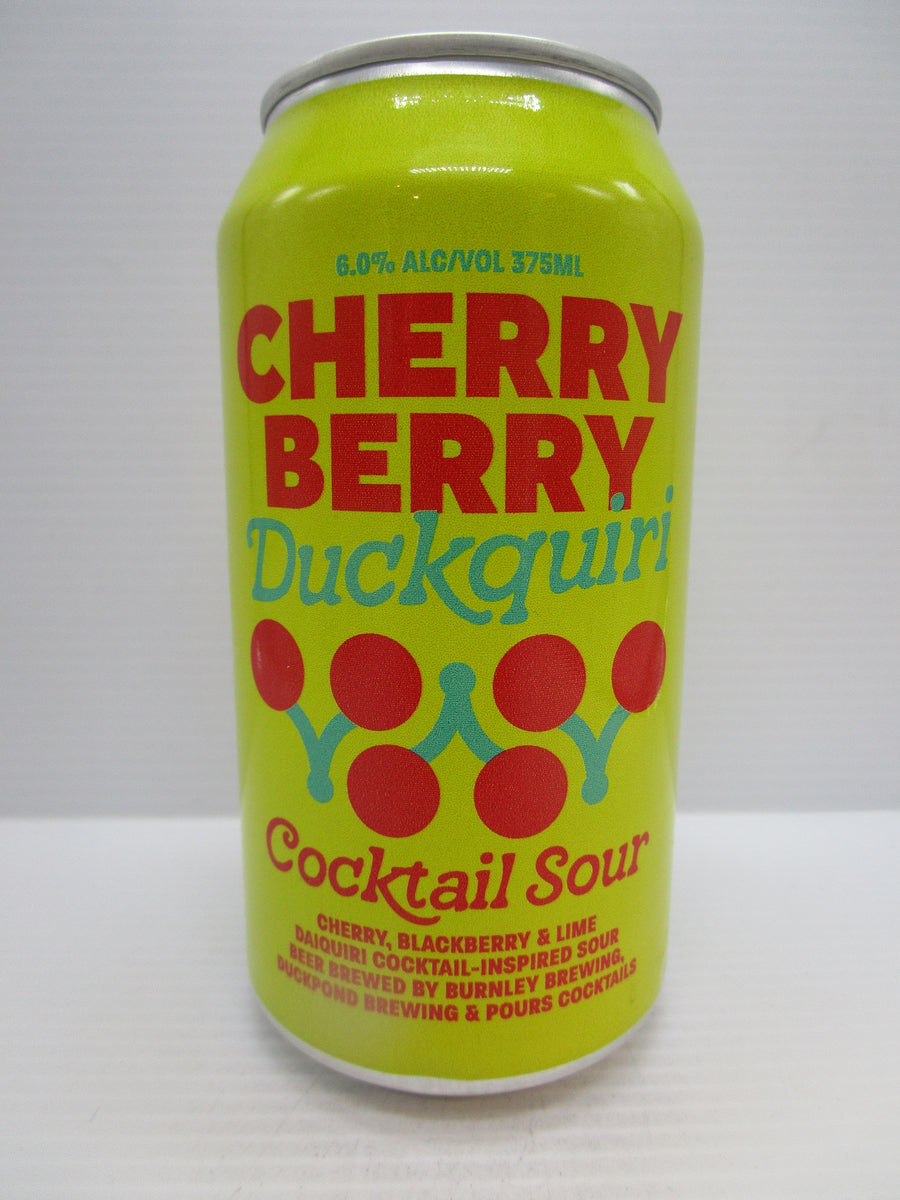 6.0% ALC/VOL 375ML
CHERRY
BERRY
Duckquiri
Cocktail Sour
CHERRY, BLACKBERRY & LIME
DAIQUIRI COCKTAIL-INSPIRED SOUR
BEER BREWED BY BURNLEY BREWING,
DUCKPOND BREWING & POURS COCKTAILS